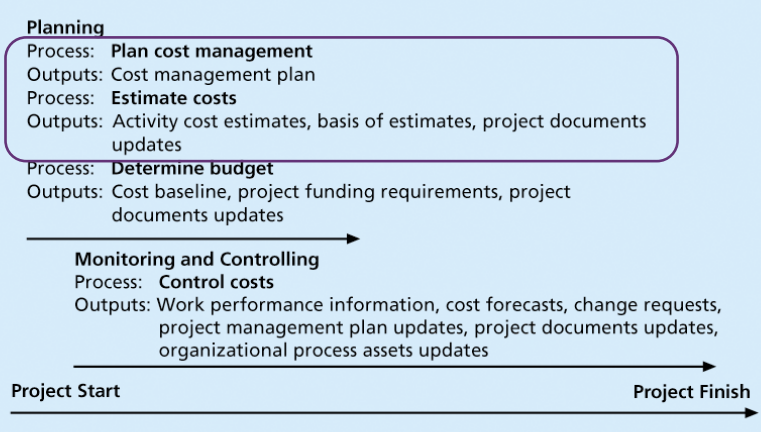 Planning
Process: Plan cost management
Outputs: Cost management plan
Process: Estimate costs
Outputs: Activity cost estimates, basis of estimates, project documents
updates
Process: Determine budget
Outputs: Cost baseline, project funding requirements, project
documents updates
Monitoring and Controlling
Process: Control costs
Outputs: Work performance information, cost forecasts, change requests,
project management plan updates, project documents updates,
organizational process assets updates
Project Start Project Finish